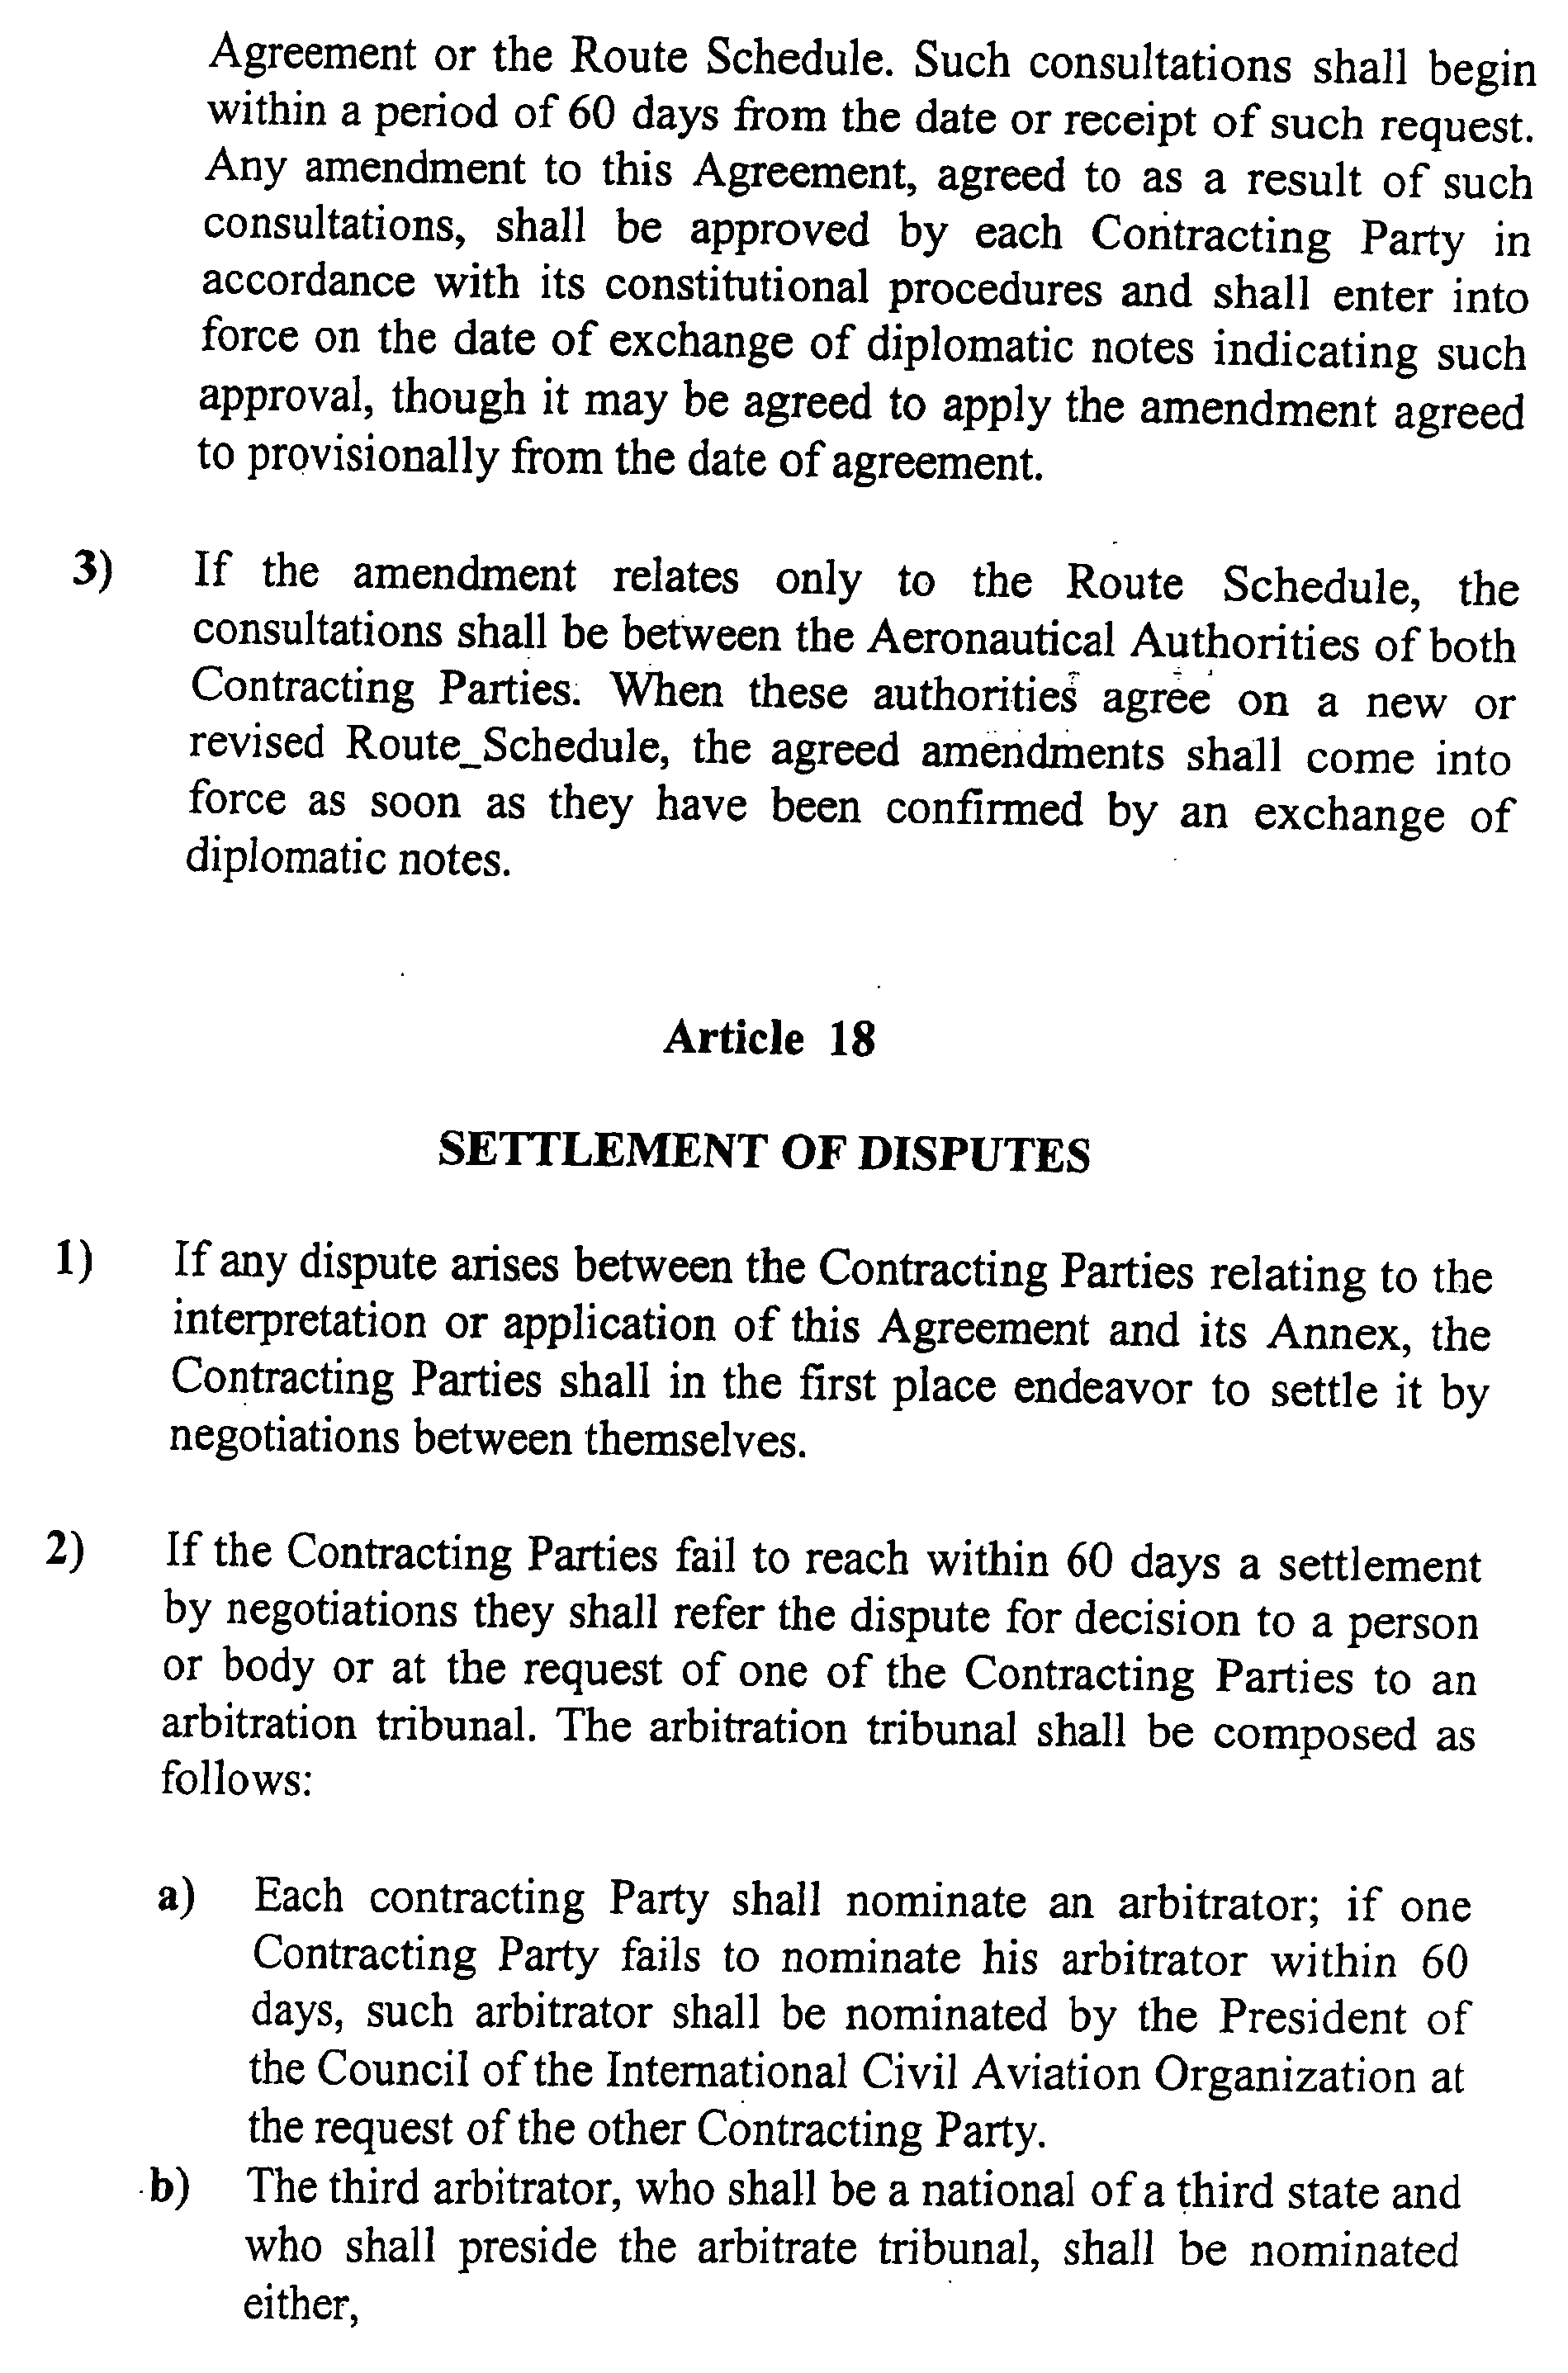 Agreement or the Route Schedule. Such consultations shall begin
within a period of 60 days from the date or receipt of such request.
Any amendment to this Agreement, agreed to as a result of such
consultations, shall be approved by each Contracting Party in
accordance with its constitutional procedures and shall enter into
force on the date of exchange of diplomatic notes indicating such
approval, though it may be agreed to apply the amendment agreed
to provisionally from the date of agreement.
3) If the amendment relates only to the Route Schedule, the
consultations shall be between the Aeronautical Authorities of both
Contracting Parties. When these authorities agree on a new or
revised Route_Schedule, the agreed amendments shall come into
force as soon as they have been confirmed by an exchange of
diplomatic notes.
Article 18
SETTLEMENT OF DISPUTES
1) If any dispute arises between the Contracting Parties relating to the
interpretation or application of this Agreement and its Annex, the
Contracting Parties shall in the first place endeavor to settle it by
negotiations between themselves.
2) If the Contracting Parties fail to reach within 60 days a settlement
by negotiations they shall refer the dispute for decision to a person
or body or at the request of one of the Contracting Parties to an
arbitration tribunal. The arbitration tribunal shall be composed as
follows:
a) Each contracting Party shall nominate an arbitrator; if one
Contracting Party fails to nominate his arbitrator within 60
days, such arbitrator shall be nominated by the President of
the Council of the International Civil Aviation Organization at
the request of the other Contracting Party.
b) The third arbitrator, who shall be a national of a third state and
who shall preside the arbitrate tribunal, shall be nominated
either,